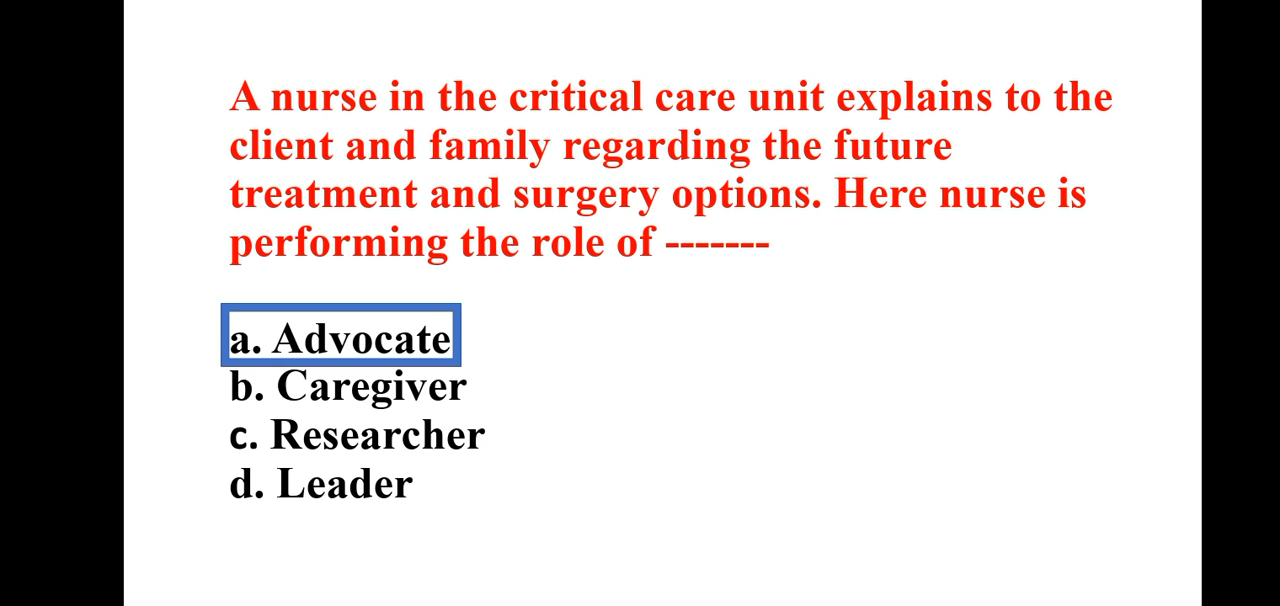 A nurse in the critical care unit explains to the
client and family regarding the future
treatment and surgery options. Here nurse is
performing the role of -------
a. Advocate
b. Caregiver
c. Researcher
d. Leader